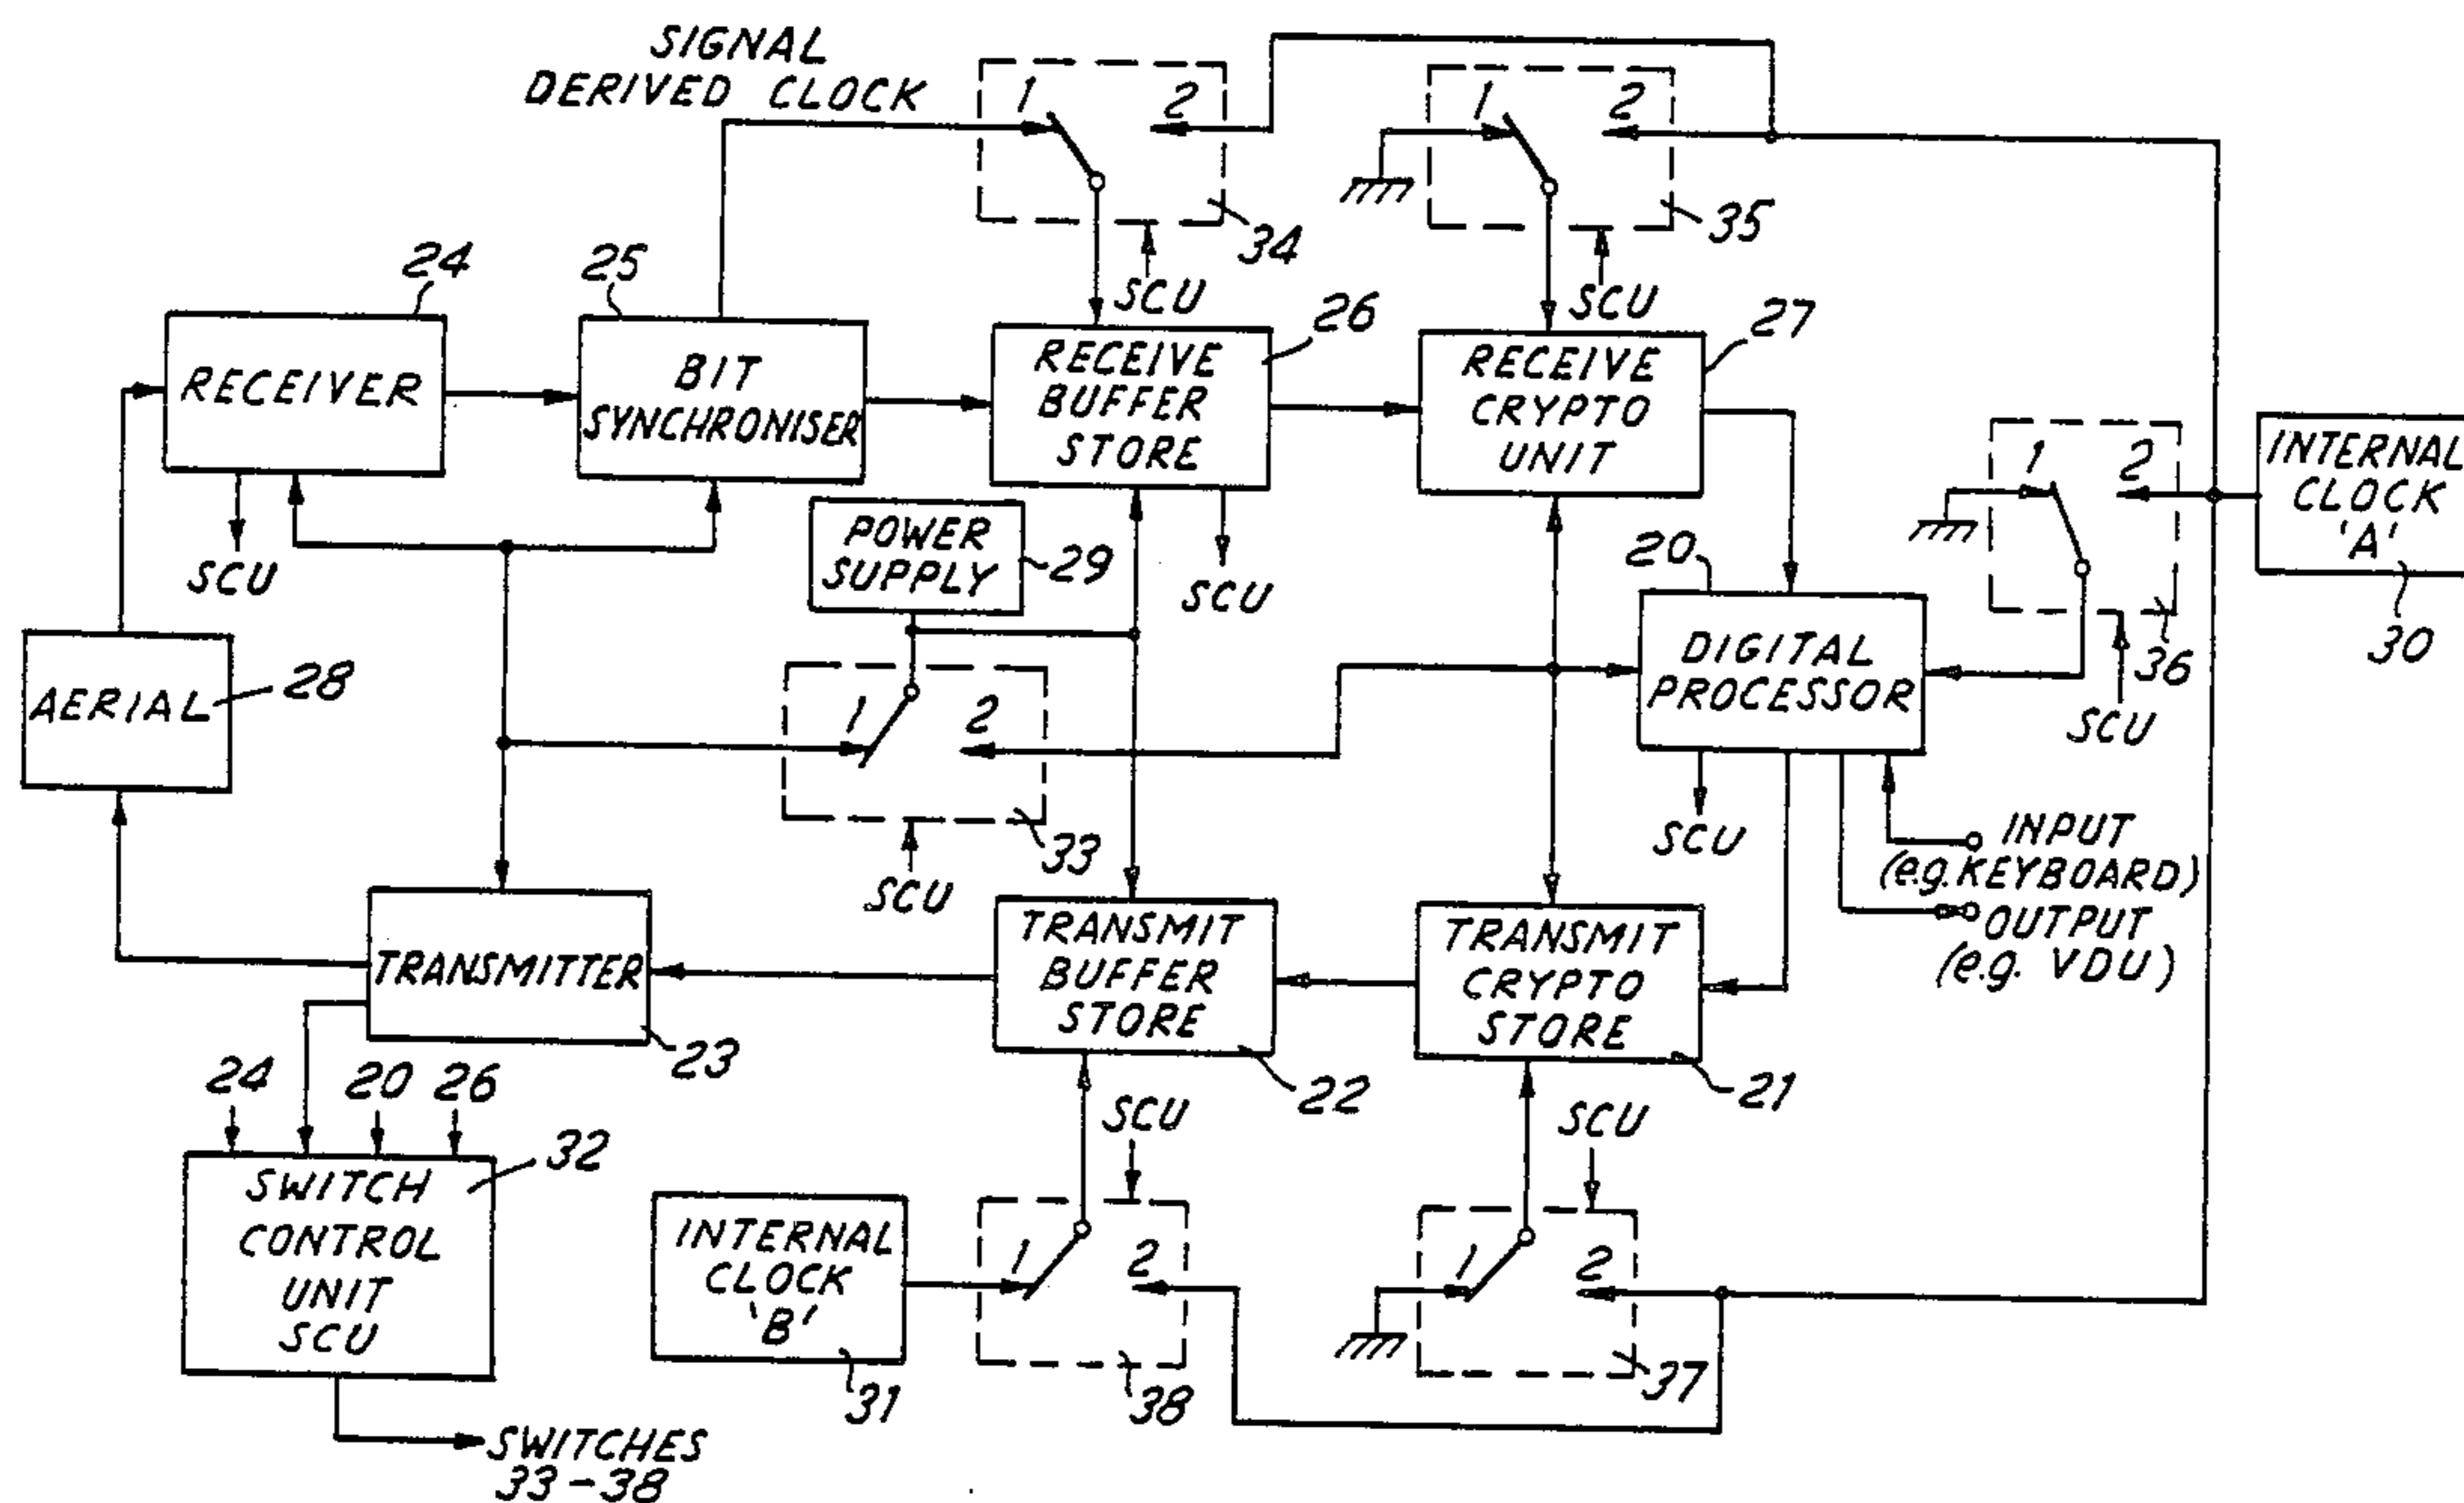 SIGNAL
DERIVED CLOCK
1
2
34
SCU
1
2
35
SCU
24
RECEIVER
SCU
25
BIT
SYNCHRONISER
26
RECEIVE
BUFFER
STORE
SCU
27
RECEIVE
CRYPTO
UNIT
1
2
36
SCU
INTERNAL
CLOCK
'A'
30
POWER
SUPPLY
29
AERIAL
28
1
2
33
SCU
20
DIGITAL
PROCESSOR
SCU
INPUT
(e.g. KEYBOARD)
OUTPUT
(e.g. VDU)
TRANSMITTER
23
TRANSMIT
BUFFER
STORE
22
TRANSMIT
CRYPTO
STORE
21
24
20
26
32
SWITCH
CONTROL
UNIT
SCU
SWITCHES
33-38
INTERNAL
CLOCK
'B'
31
SCU
1
2
38
SCU
1
2
37